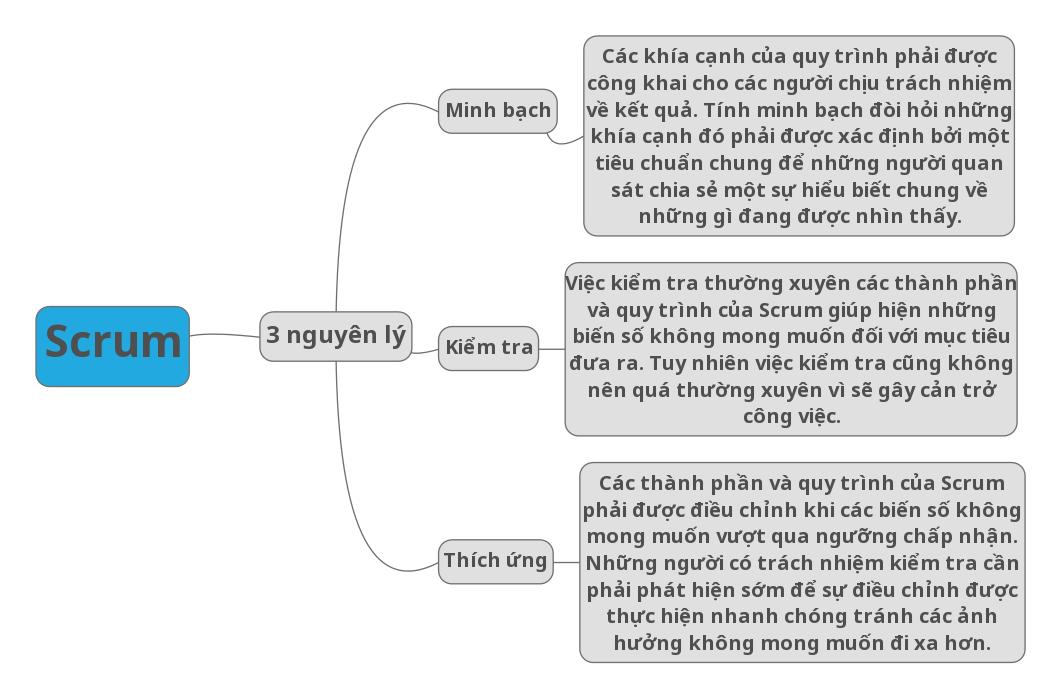 Scrum
3 nguyên lý
Minh bạch
Các khía cạnh của quy trình phải được
công khai cho các người chịu trách nhiệm
về kết quả. Tính minh bạch đòi hỏi những
khía cạnh đó phải được xác định bởi một
tiêu chuẩn chung để những người quan
sát chia sẻ một sự hiểu biết chung về
những gì đang được nhìn thấy.
Kiểm tra
Việc kiểm tra thường xuyên các thành phần
và quy trình của Scrum giúp hiện những
biến số không mong muốn đối với mục tiêu
đưa ra. Tuy nhiên việc kiểm tra cũng không
nên quá thường xuyên vì sẽ gây cản trở
công việc.
Thích ứng
Các thành phần và quy trình của Scrum
phải được điều chỉnh khi các biến số không
mong muốn vượt qua ngưỡng chấp nhận.
Những người có trách nhiệm kiểm tra cần
phải phát hiện sớm để sự điều chỉnh được
thực hiện nhanh chóng tránh các ảnh
hưởng không mong muốn đi xa hơn.